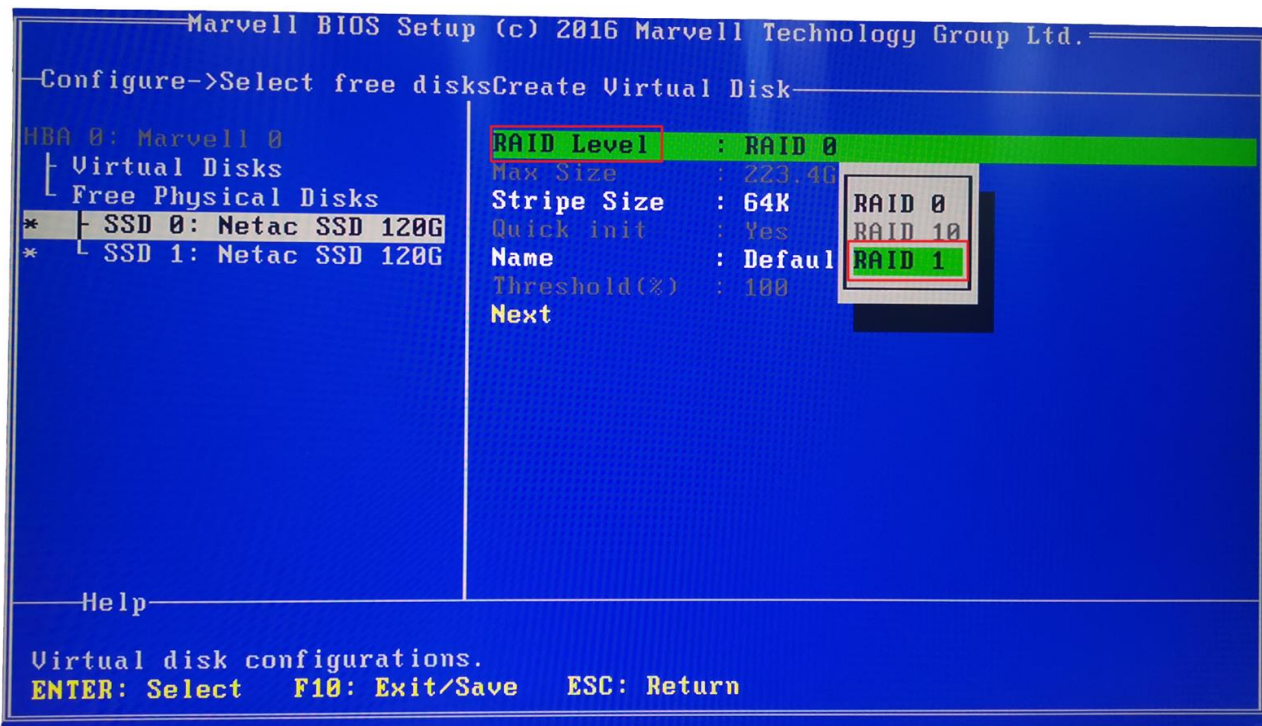 Marvell BIOS Setup (c) 2016 Marvell Technology Group Ltd.
Configure->Select free disksCreate Virtual Disk
HBA 0: Marvell 0
Virtual Disks
Free Physical Disks
* SSD 0: Netac SSD 120G
* SSD 1: Netac SSD 120G
RAID Level : RAID 0
Max Size : 223.4G
Stripe Size : 64K
Quick init : Yes
Name : Defaul
Threshold(%) : 100
Next
RAID 0
RAID 10
RAID 1
Help
Virtual disk configurations.
ENTER: Select F10: Exit/Save ESC: Return